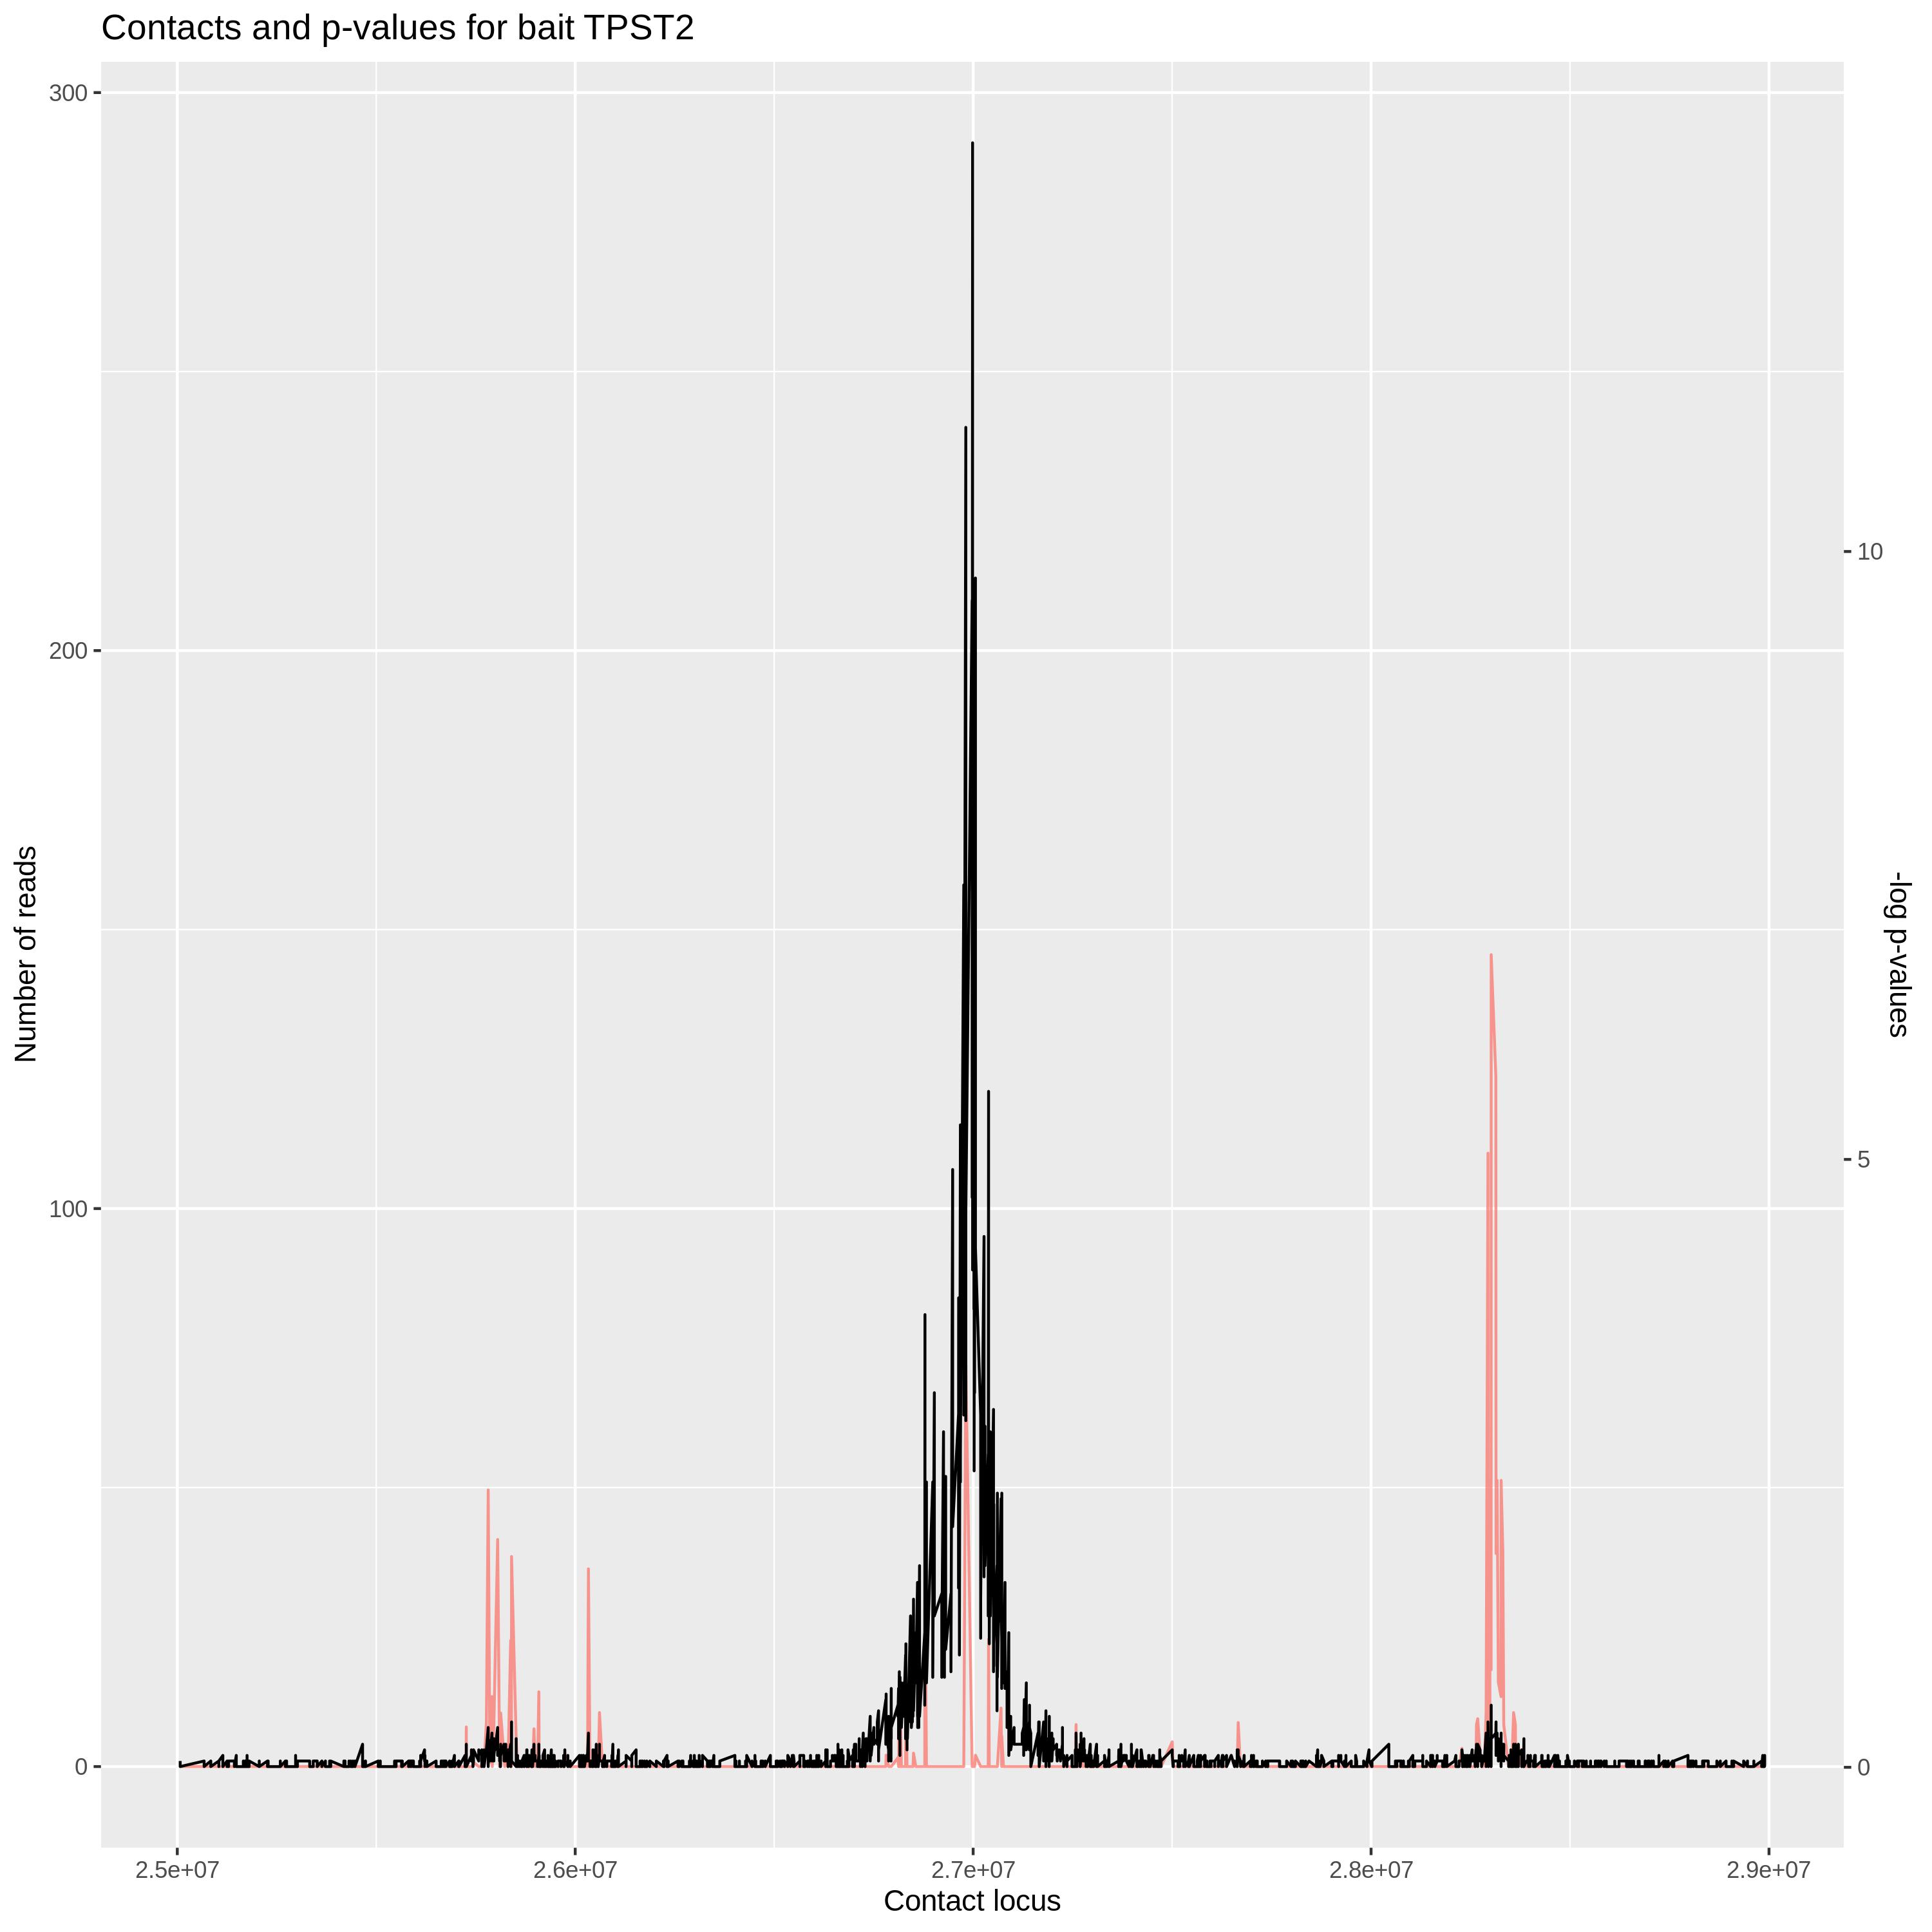 Contacts and p-values for bait TPST2
300
200
100
0
Number of reads
10
5
0
-log p-values
2.5e+07
2.6e+07
2.7e+07
2.8e+07
2.9e+07
Contact locus